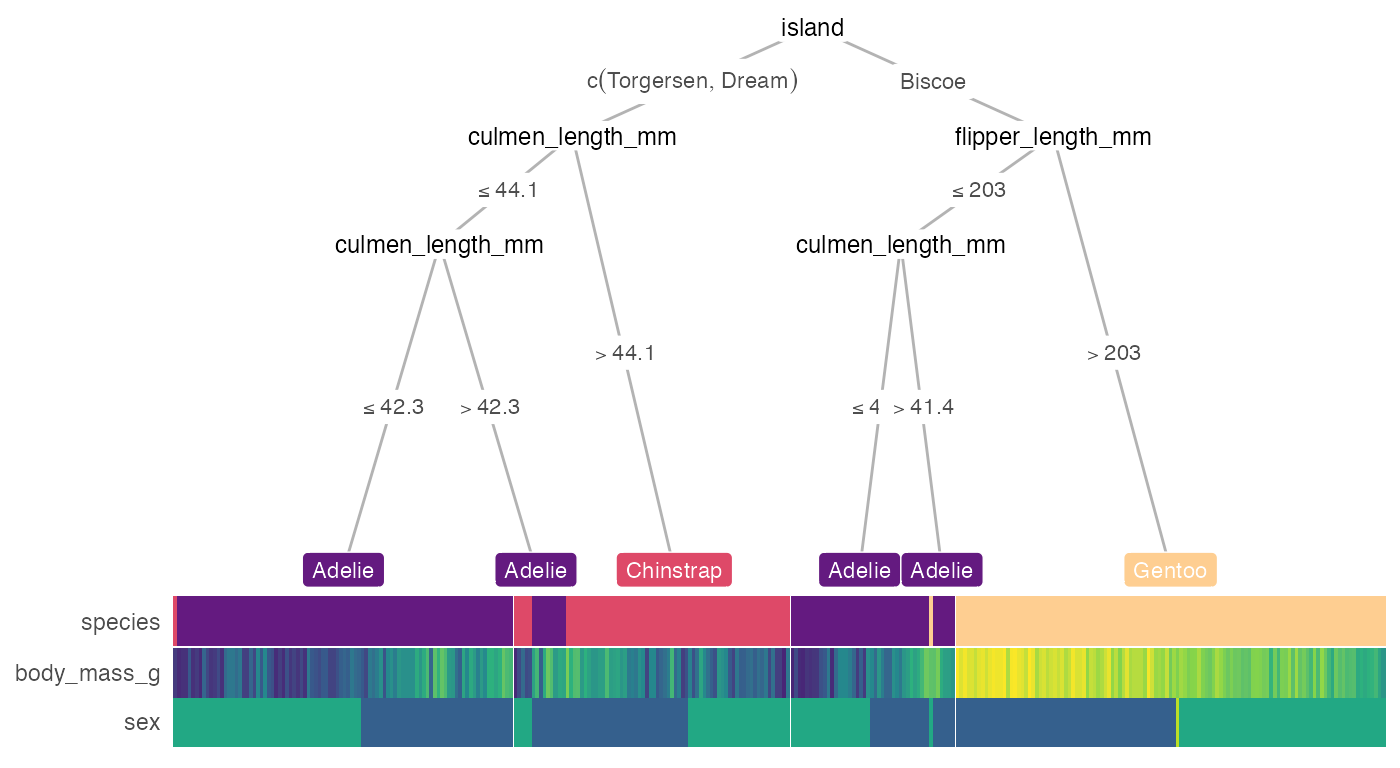 island
c(Torgersen, Dream) Biscoe
culmen_length_mm flipper_length_mm
≤ 44.1 ≤ 203
culmen_length_mm culmen_length_mm
> 44.1 > 203
≤ 42.3 > 42.3 ≤ 4 > 41.4
Adelie Adelie Chinstrap Adelie Adelie Gentoo
species
body_mass_g
sex